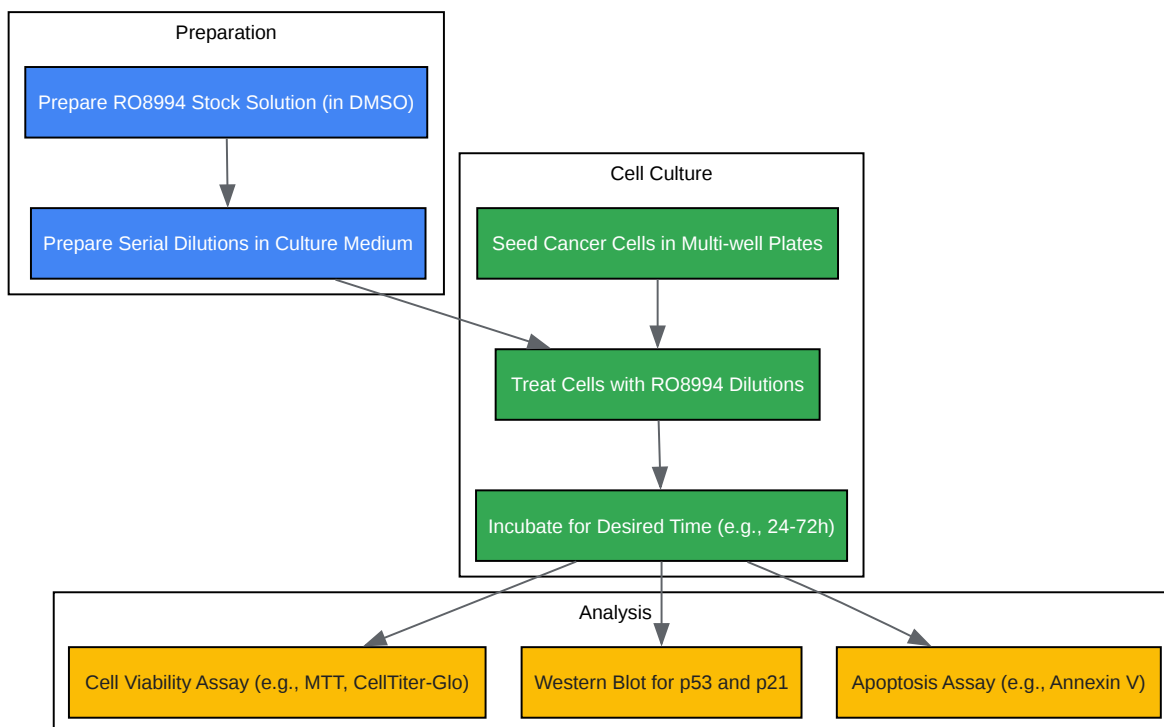 Preparation
Prepare RO8994 Stock Solution (in DMSO)
Prepare Serial Dilutions in Culture Medium
Cell Culture
Seed Cancer Cells in Multi-well Plates
Treat Cells with RO8994 Dilutions
Incubate for Desired Time (e.g., 24-72h)
Analysis
Cell Viability Assay (e.g., MTT, CellTiter-Glo)
Western Blot for p53 and p21
Apoptosis Assay (e.g., Annexin V)